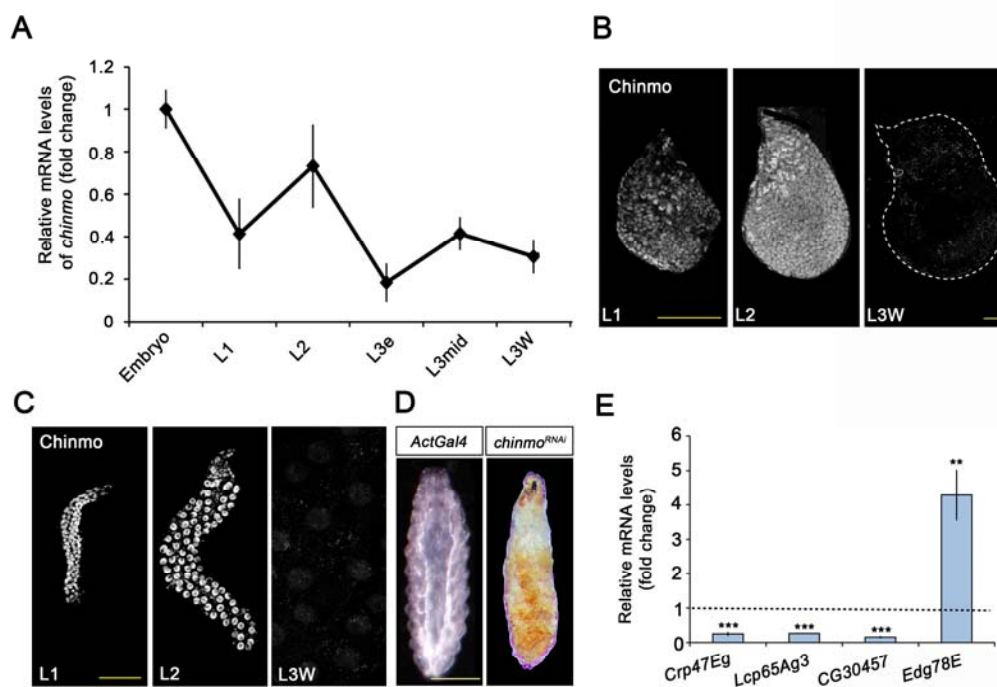 A
Relative mRNA levels
of chinmo (fold change)
1.2
1
0.8
0.6
0.4
0.2
0
Embryo
L1
L2
L3e
L3mid
L3W
B
Chinmo
L1
L2
L3W
C
Chinmo
L1
L2
L3W
D
ActGal4
chinmoRNAi
E
Relative mRNA levels
(fold change)
6
5
4
3
2
1
0
***
***
***
**
Crp47Eg
Lcp65Ag3
CG30457
Edg78E